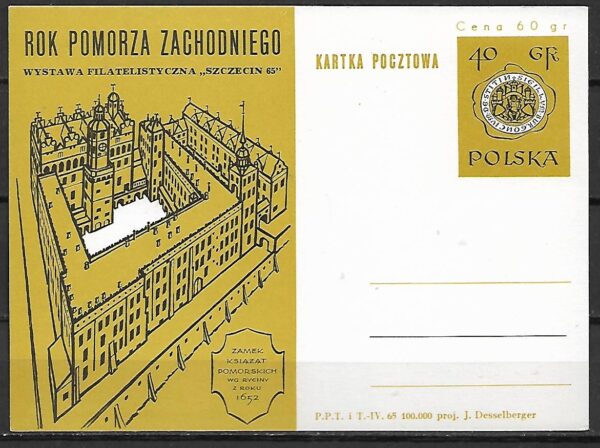 ROK POMORZA ZACHODNIEGO
WYSTAWA FILATELISTYCZNA „SZCZECIN 65"
ZAMEK
KSIĄŻĄT
POMORSKICH
WG RYCINY
Z ROKU
1652
Cena 60 gr
KARTKA POCZTOWA
40 GR
POLSKA
P.P.T. i T.-IV. 65 100.000 proj. J. Desselberger